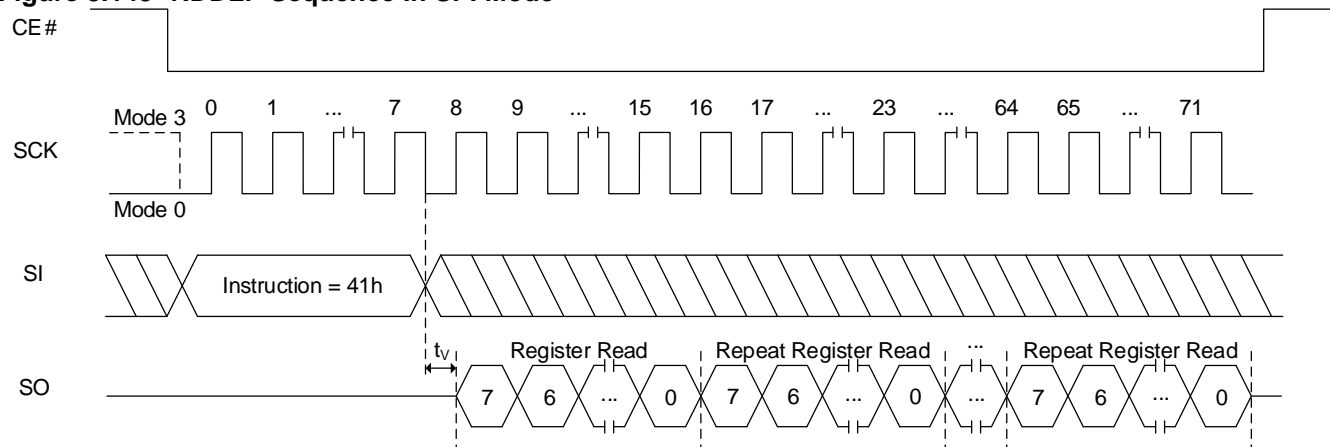 CE#
0 1 ... 7 8 9 ... 15 16 17 ... 23 ... 64 65 ... 71
Mode 3
SCK
Mode 0
SI
Instruction = 41h
tV
Register Read
Repeat Register Read
...
Repeat Register Read
SO
7 6 ... 0 7 6 ... 0 ... 7 6 ... 0